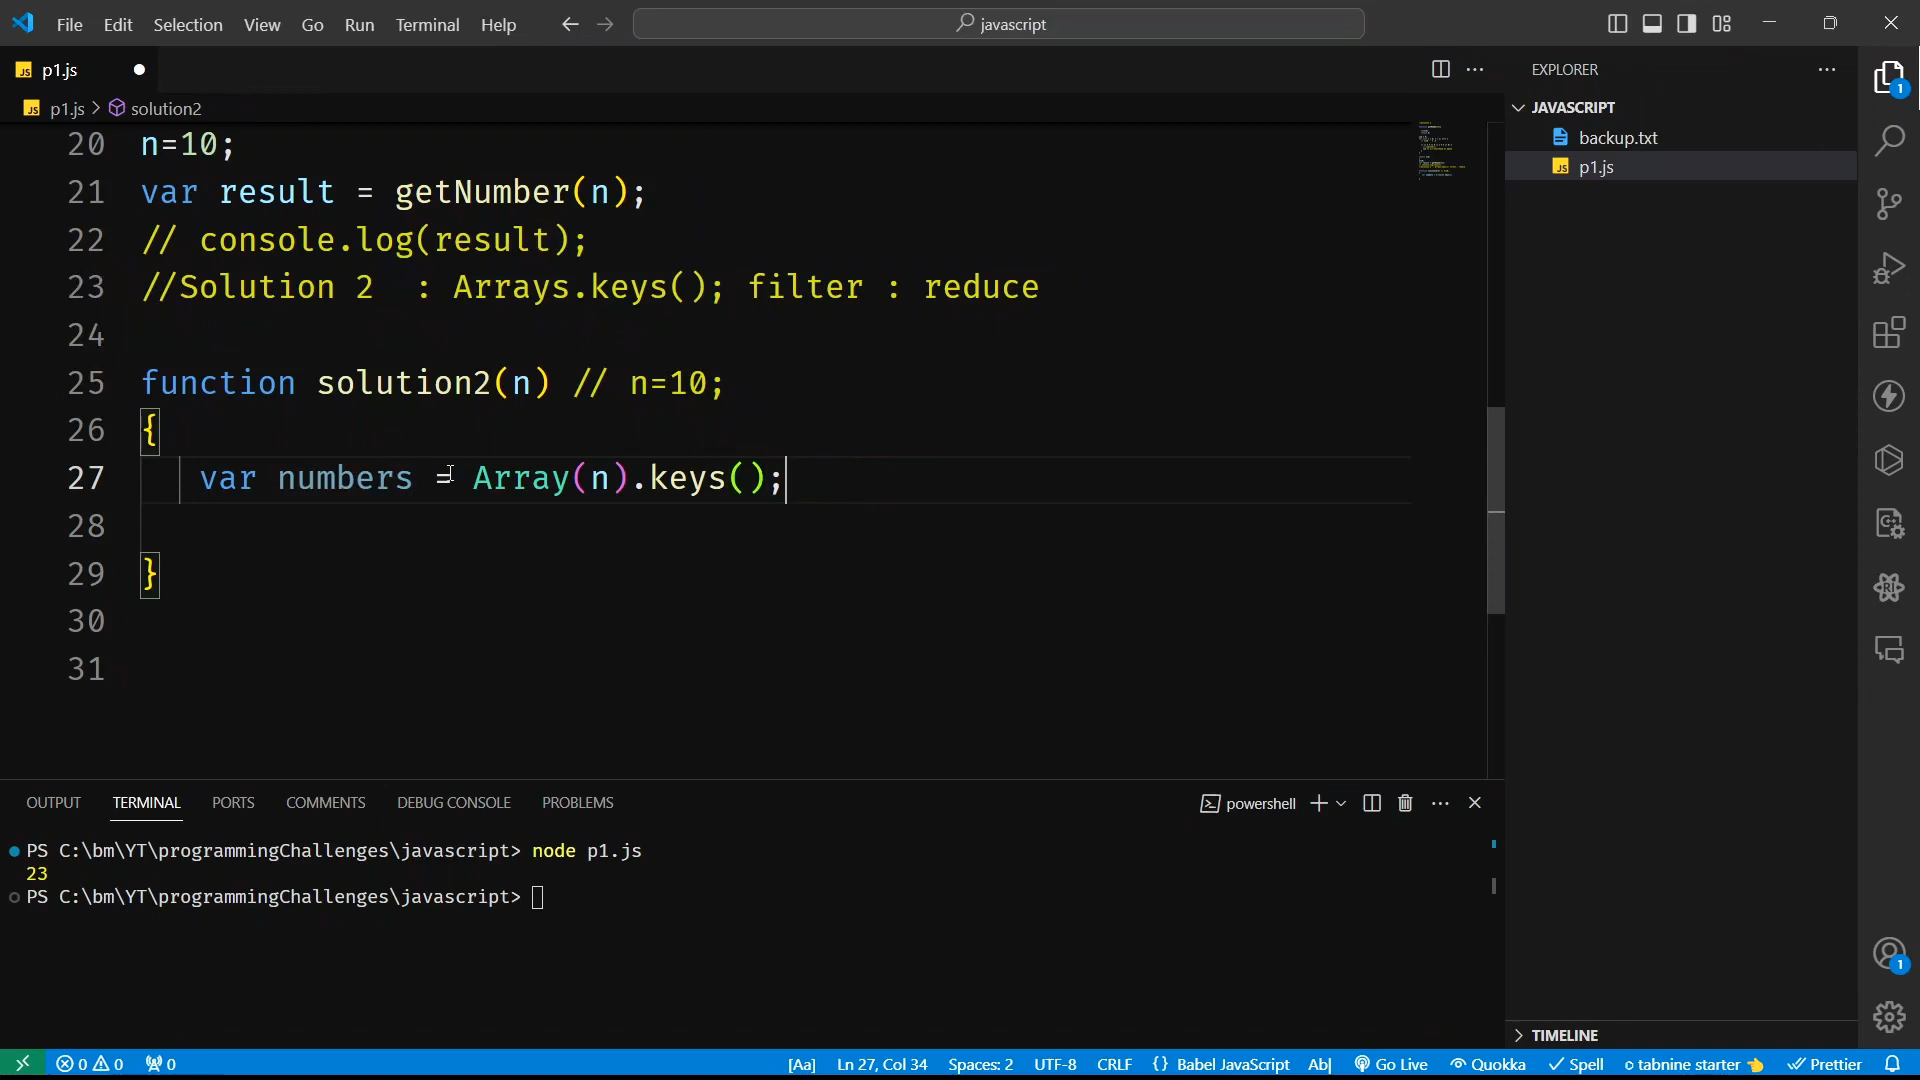 File Edit Selection View Go Run Terminal Help
javascript
p1.js
EXPLORER
p1.js > solution2
JAVASCRIPT
backup.txt
p1.js
20 n=10;
21 var result = getNumber(n);
22 // console.log(result);
23 //Solution 2  : Arrays.keys(); filter : reduce
24
25 function solution2(n) // n=10;
26 {
27 var numbers = Array(n).keys();
28
29 }
30
31
OUTPUT TERMINAL PORTS COMMENTS DEBUG CONSOLE PROBLEMS
powershell
PS C:\bm\YT\programmingChallenges\javascript> node p1.js
23
PS C:\bm\YT\programmingChallenges\javascript>
TIMELINE
0 0 0 [Aa] Ln 27, Col 34 Spaces: 2 UTF-8 CRLF {} Babel JavaScript Ab| Go Live Quokka Spell tabnine starter Prettier
1
1